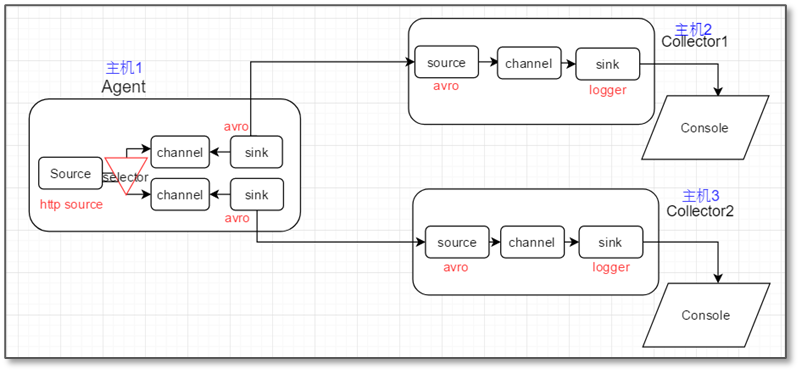 主机1
Agent
Source
http source
selector
channel
channel
avro
sink
sink
avro
主机2
Collector1
source
avro
channel
sink
logger
Console
主机3
Collector2
source
avro
channel
sink
logger
Console